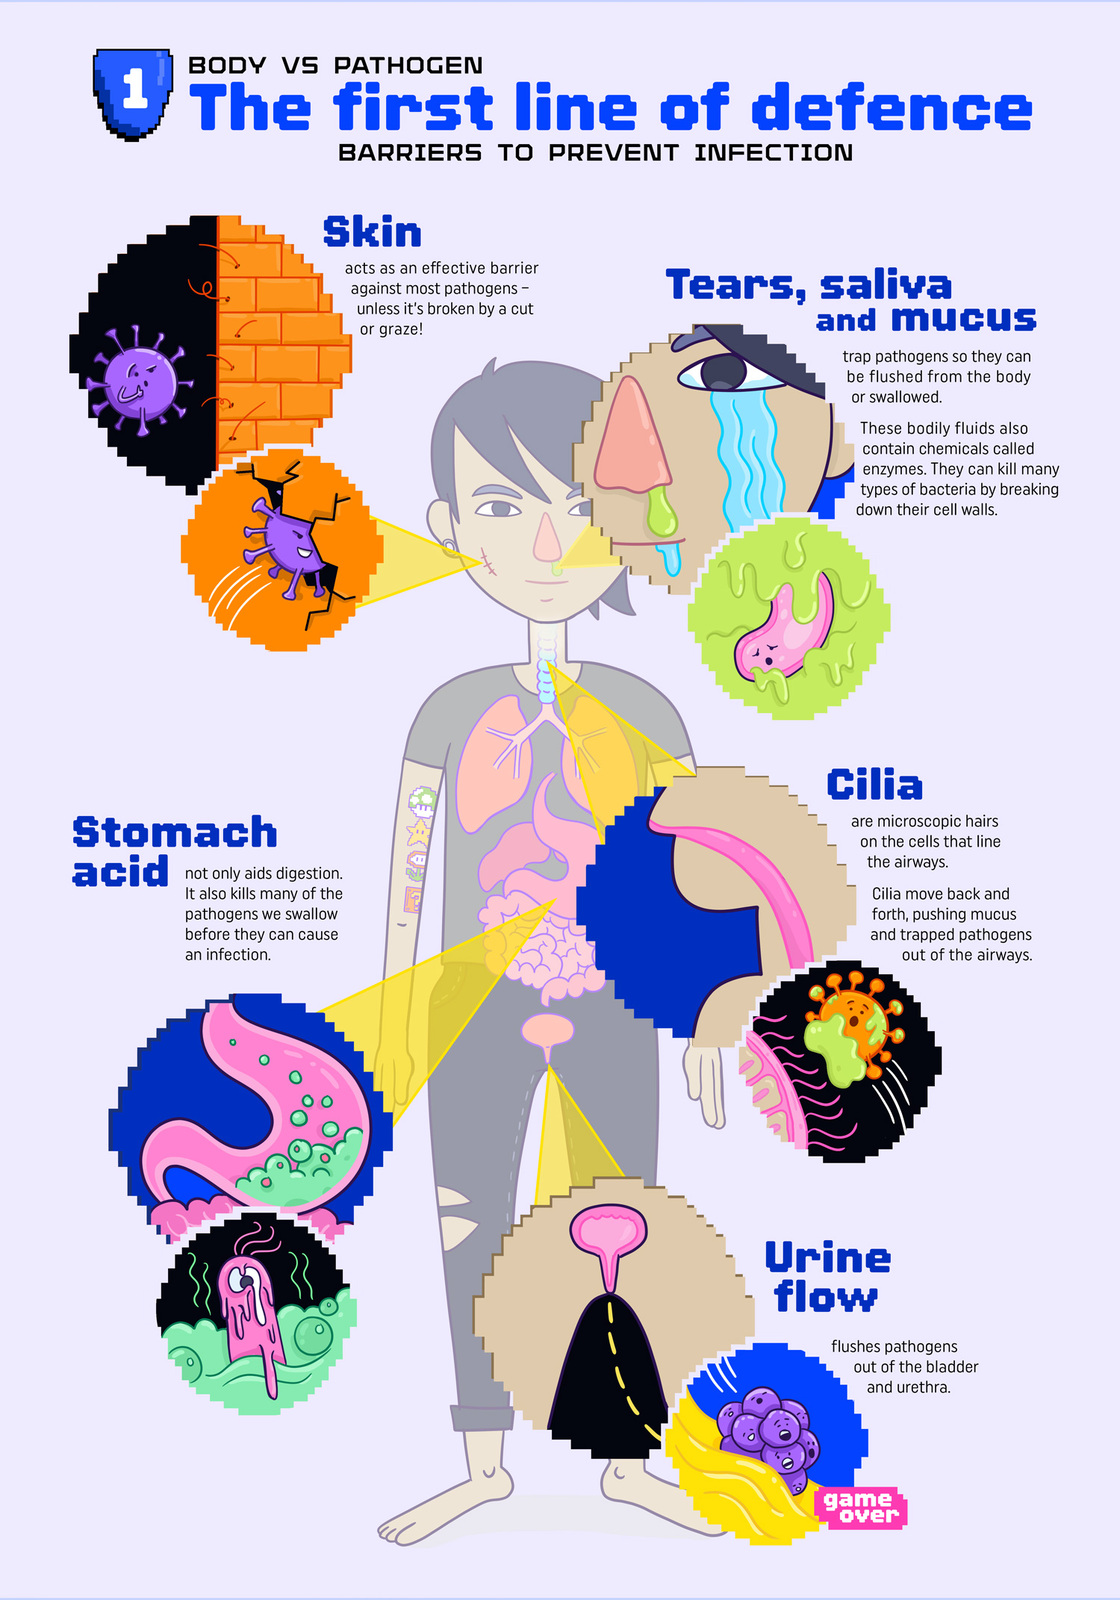 1
BODY VS PATHOGEN
The first line of defence
BARRIERS TO PREVENT INFECTION
Skin
acts as an effective barrier
against most pathogens –
unless it's broken by a cut
or graze!
Tears, saliva
and mucus
trap pathogens so they can
be flushed from the body
or swallowed.
These bodily fluids also
contain chemicals called
enzymes. They can kill many
types of bacteria by breaking
down their cell walls.
Cilia
are microscopic hairs
on the cells that line
the airways.
Cilia move back and
forth, pushing mucus
and trapped pathogens
out of the airways.
Stomach
acid
not only aids digestion.
It also kills many of the
pathogens we swallow
before they can cause
an infection.
Urine
flow
flushes pathogens
out of the bladder
and urethra.
game
over